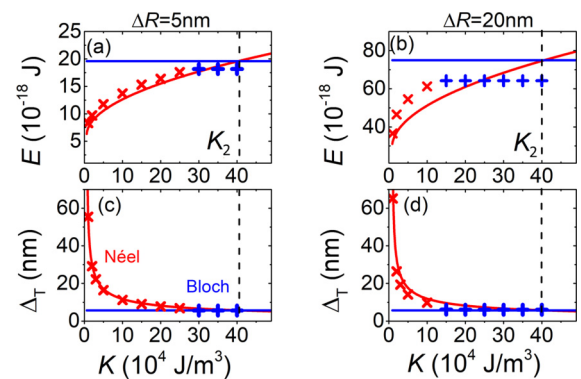 ΔR=5nm ΔR=20nm
(a) (b)
E (10⁻¹⁸ J) 25 20 15 10 5 K₂
E (10⁻¹⁸ J) 80 60 40 K₂
(c) (d)
Δ_T (nm) 60 40 20 0 Néel Bloch
Δ_T (nm) 60 40 20 0
0 10 20 30 40 0 10 20 30 40
K (10⁴ J/m³) K (10⁴ J/m³)